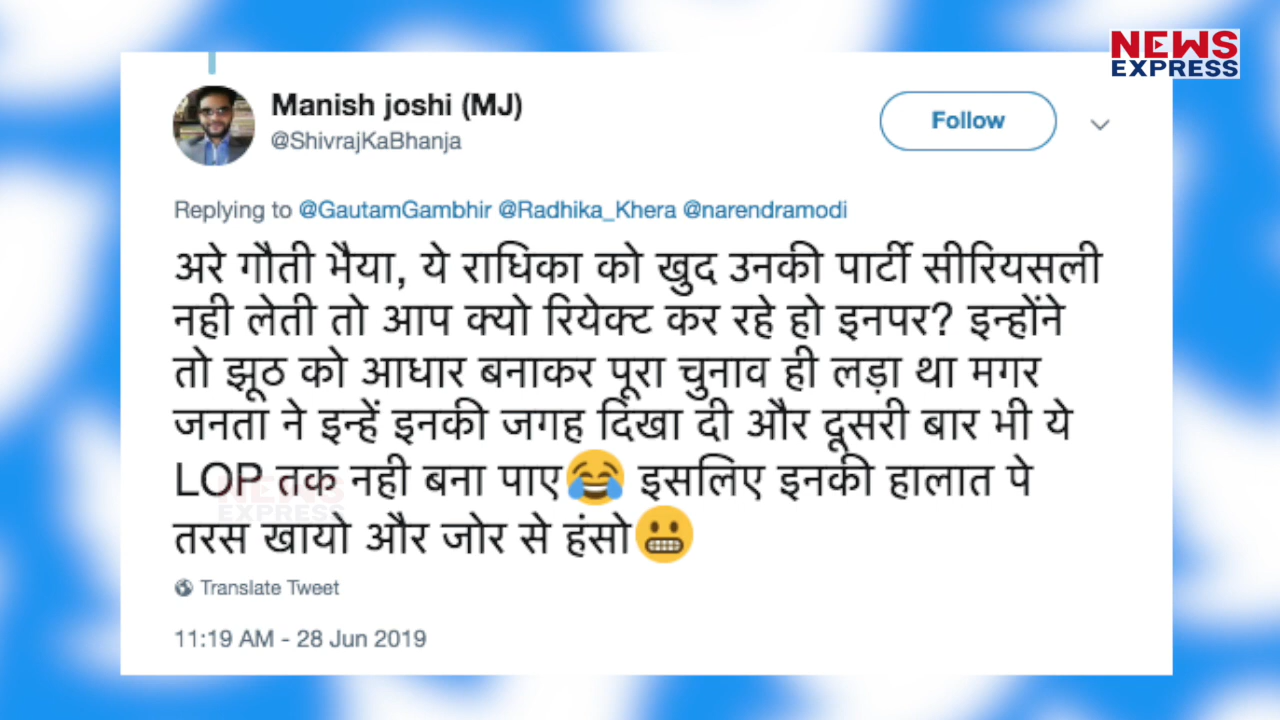 NEWS
EXPRESS
Manish joshi (MJ)
@ShivrajKaBhanja
Follow
Replying to @GautamGambhir @Radhika_Khera @narendramodi
अरे गौती भैया, ये राधिका को खुद उनकी पार्टी सीरियसली
नही लेती तो आप क्यो रियेक्ट कर रहे हो इनपर? इन्होंने
तो झूठ को आधार बनाकर पूरा चुनाव ही लड़ा था मगर
जनता ने इन्हें इनकी जगह दिखा दी और दूसरी बार भी ये
LOP तक नही बना पाए😂 इसलिए इनकी हालात पे
NEWS
EXPRESS
तरस खायो और जोर से हंसो😬
Translate Tweet
11:19 AM - 28 Jun 2019